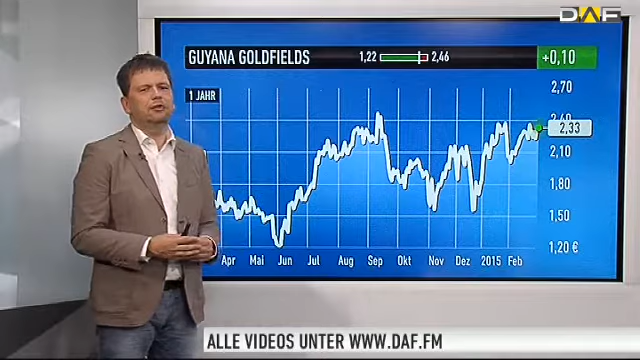 DAF
GUYANA GOLDFIELDS 1,22 2,46 +0,10
1 JAHR
2,70
2,40
2,33
2,10
1,80
1,50
1,20 €
Apr Mai Jun Jul Aug Sep Okt Nov Dez 2015 Feb
ALLE VIDEOS UNTER WWW.DAF.FM